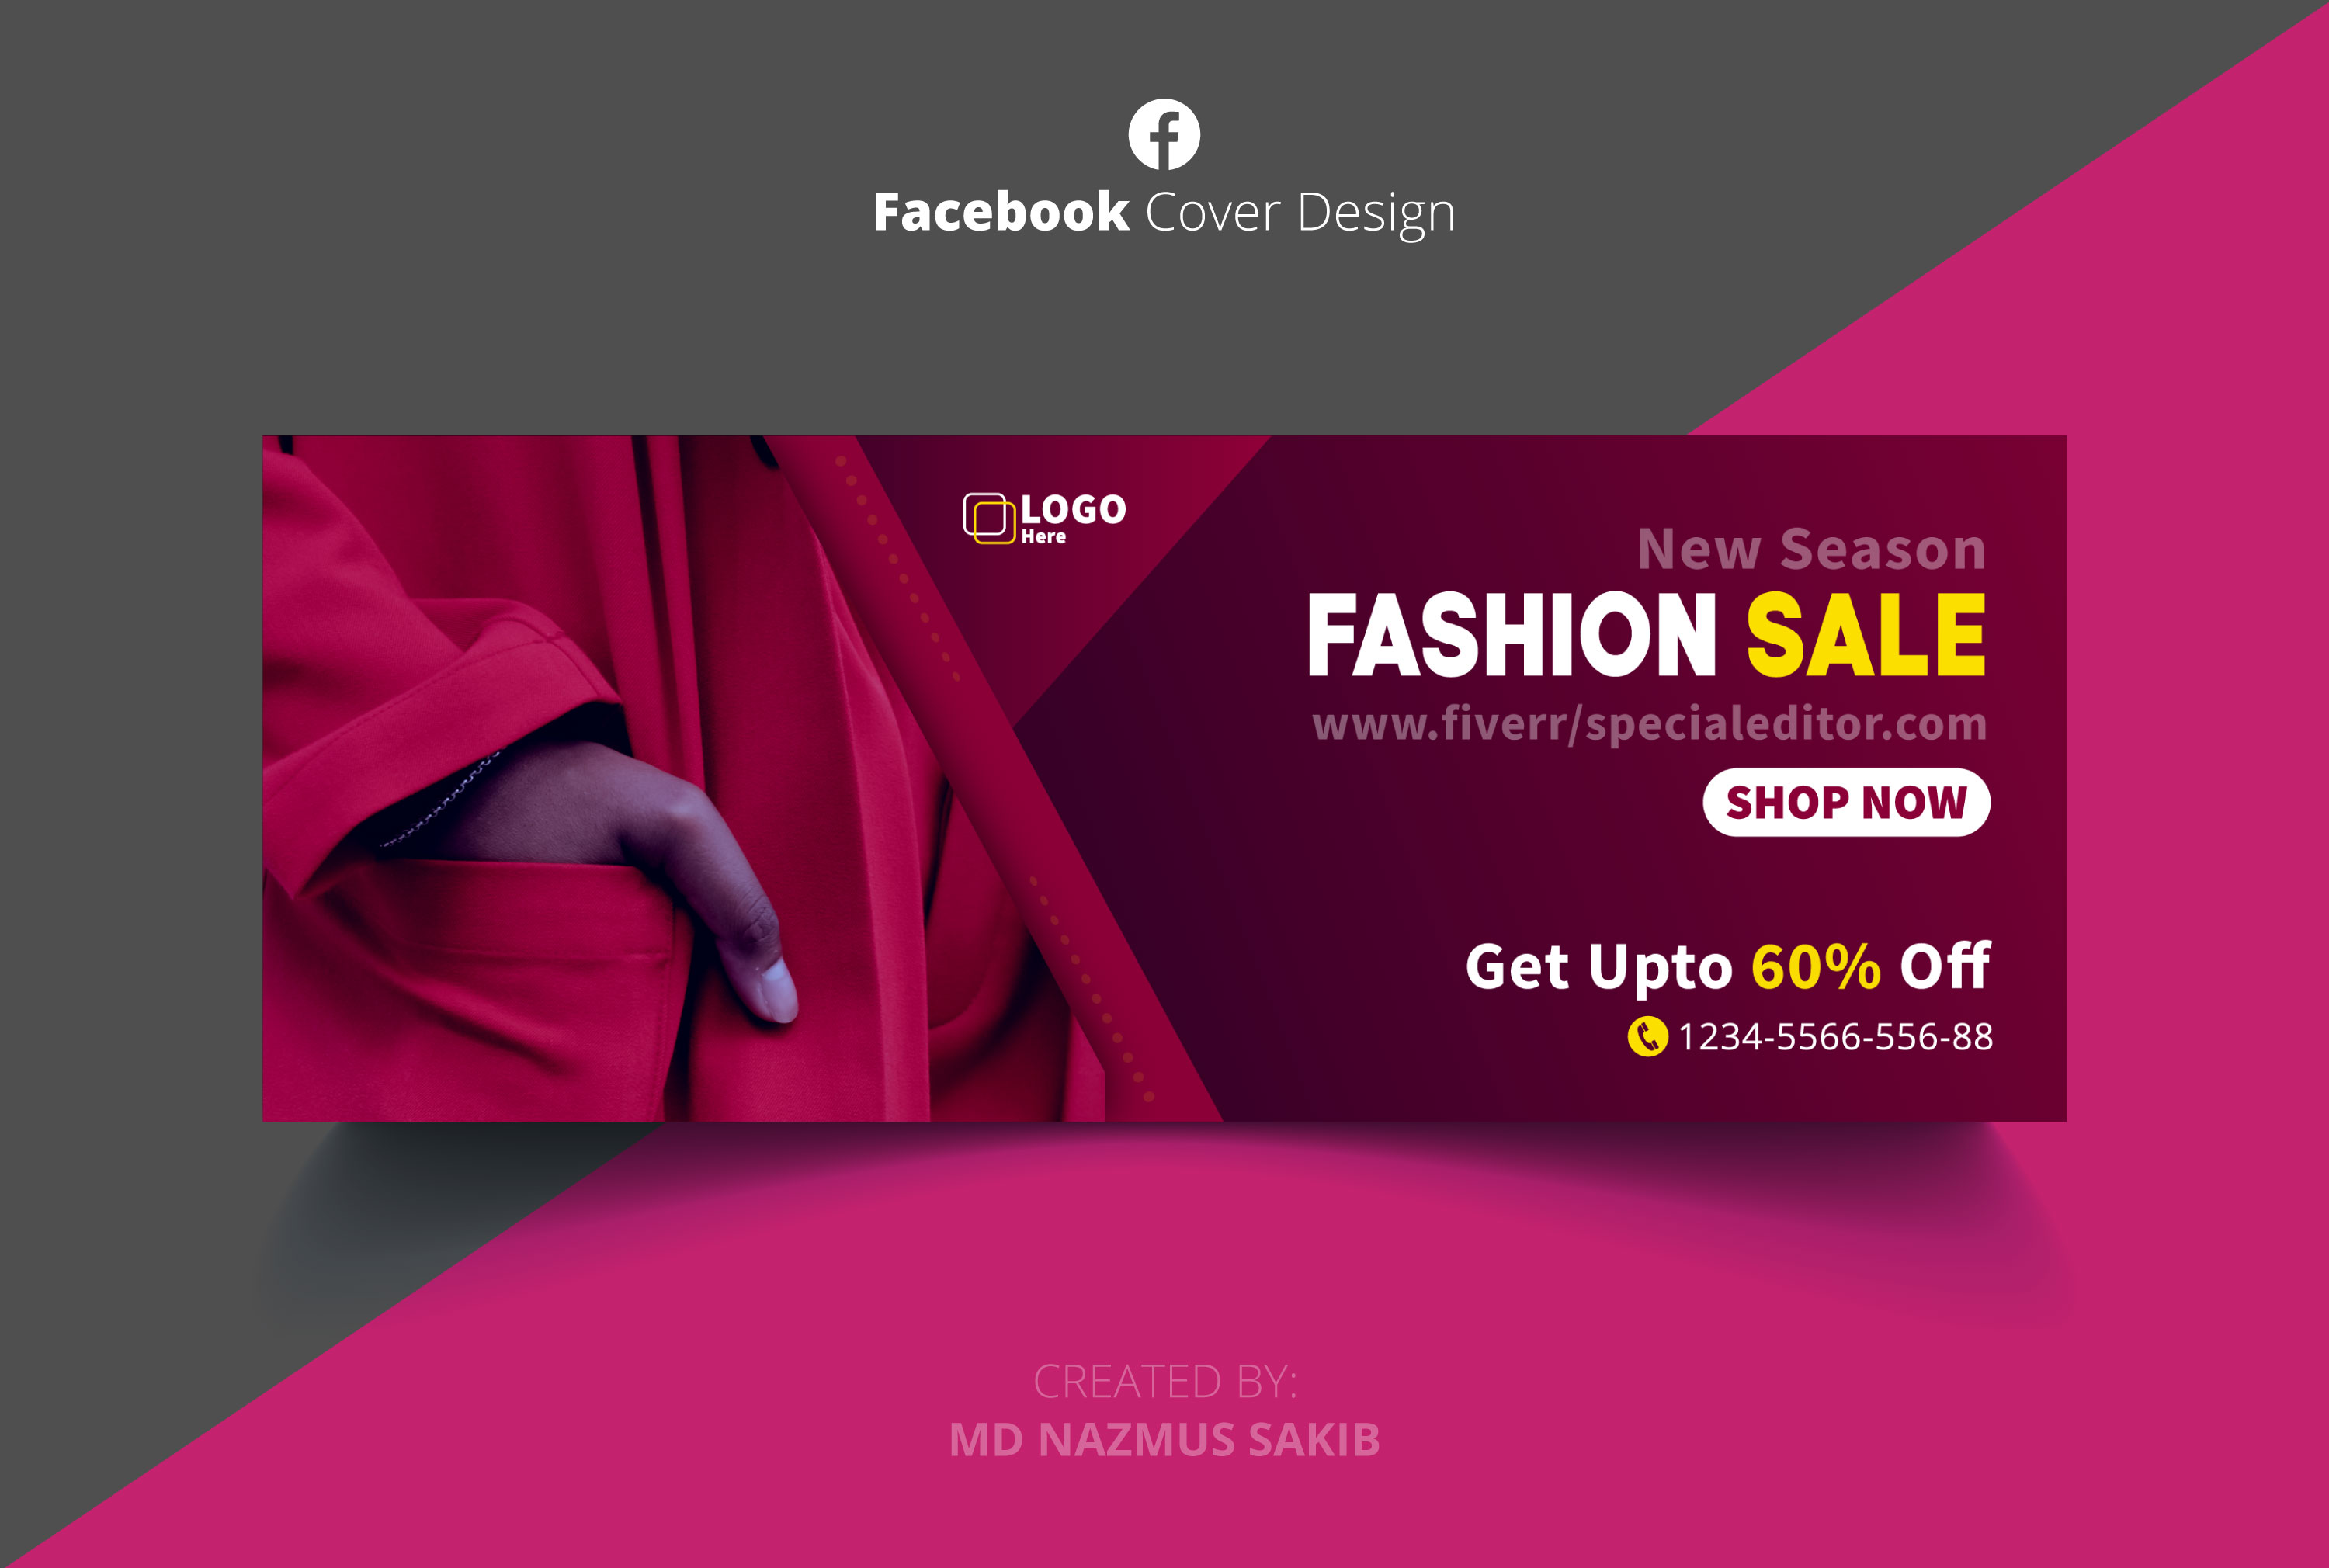 Facebook Cover Design
LOGO
Here
New Season
FASHION SALE
www.fiverr/specialeditor.com
SHOP NOW
Get Upto 60% Off
1234-5566-556-88
CREATED BY:
MD NAZMUS SAKIB